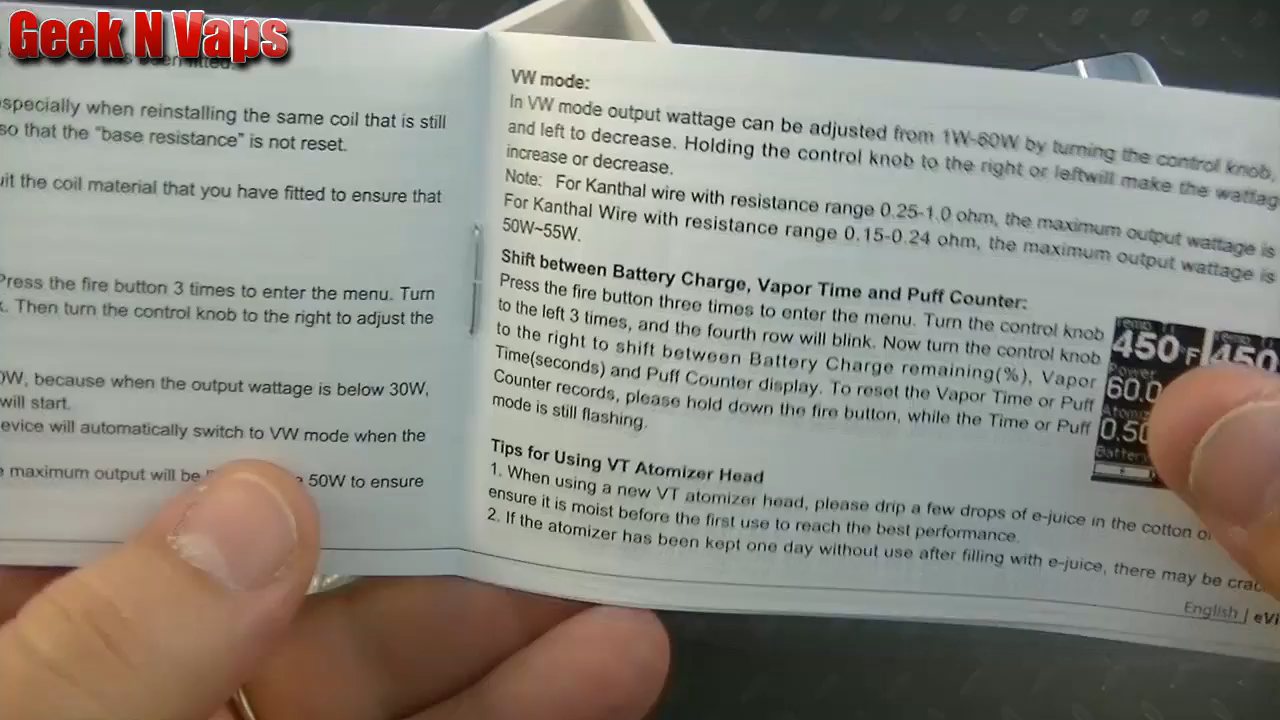 Geek N Vaps
been fitted.
especially when reinstalling the same coil that is still
so that the "base resistance" is not reset.
uit the coil material that you have fitted to ensure that
Press the fire button 3 times to enter the menu. Turn
k. Then turn the control knob to the right to adjust the
0W, because when the output wattage is below 30W,
will start.
evice will automatically switch to VW mode when the
e maximum output will be 50W to ensure
VW mode:
In VW mode output wattage can be adjusted from 1W-60W by turning the control knob,
and left to decrease. Holding the control knob to the right or leftwill make the wattag
increase or decrease.
Note: For Kanthal wire with resistance range 0.25-1.0 ohm, the maximum output wattage is
For Kanthal Wire with resistance range 0.15-0.24 ohm, the maximum output wattage is
50W~55W.
Shift between Battery Charge, Vapor Time and Puff Counter:
Press the fire button three times to enter the menu. Turn the control knob
to the left 3 times, and the fourth row will blink. Now turn the control knob
to the right to shift between Battery Charge remaining(%), Vapor
Time(seconds) and Puff Counter display. To reset the Vapor Time or Puff
Counter records, please hold down the fire button, while the Time or Puff
mode is still flashing.
Temp
450°F
Power
60.0
Atomiz
0.50
Battery
Temp
450
Tips for Using VT Atomizer Head
1. When using a new VT atomizer head, please drip a few drops of e-juice in the cotton or
ensure it is moist before the first use to reach the best performance.
2. If the atomizer has been kept one day without use after filling with e-juice, there may be crac
English | eVi